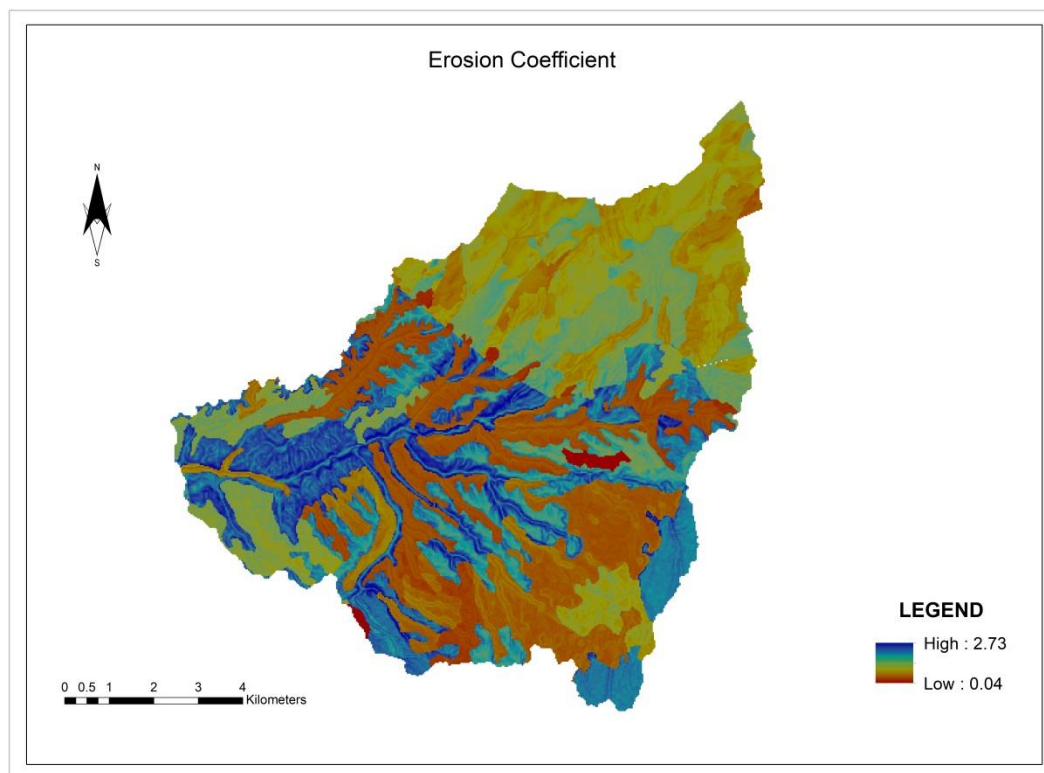 Erosion Coefficient
N
S
LEGEND
High : 2.73
Low : 0.04
0 0.5 1 2 3 4
Kilometers